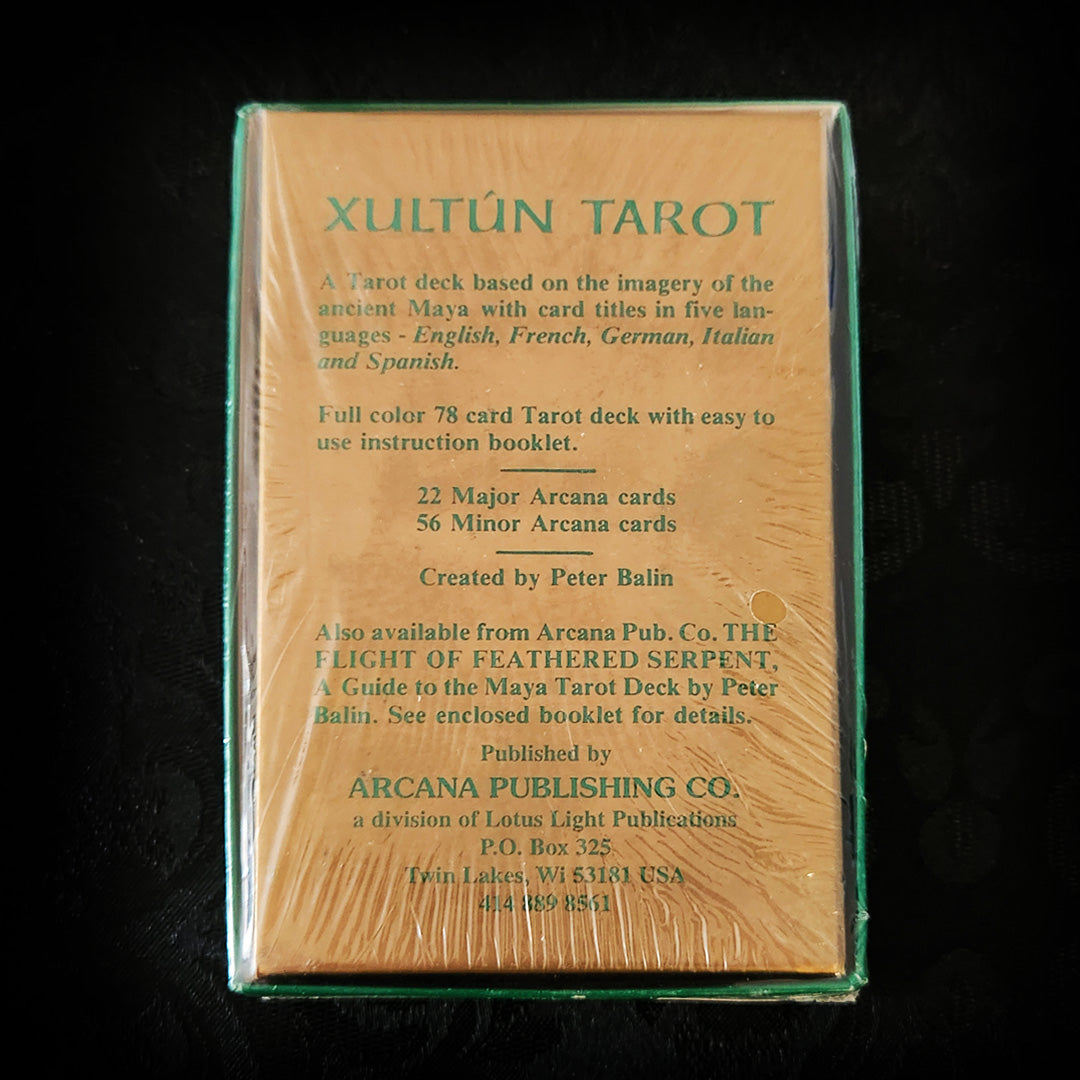 XULTÚN TAROT
A Tarot deck based on the imagery of the
ancient Maya with card titles in five lan-
guages - English, French, German, Italian
and Spanish.
Full color 78 card Tarot deck with easy to
use instruction booklet.
22 Major Arcana cards
56 Minor Arcana cards
Created by Peter Balin
Also available from Arcana Pub. Co. THE
FLIGHT OF FEATHERED SERPENT,
A Guide to the Maya Tarot Deck by Peter
Balin. See enclosed booklet for details.
Published by
ARCANA PUBLISHING CO.
a division of Lotus Light Publications
P.O. Box 325
Twin Lakes, Wi 53181 USA
414 889 8561